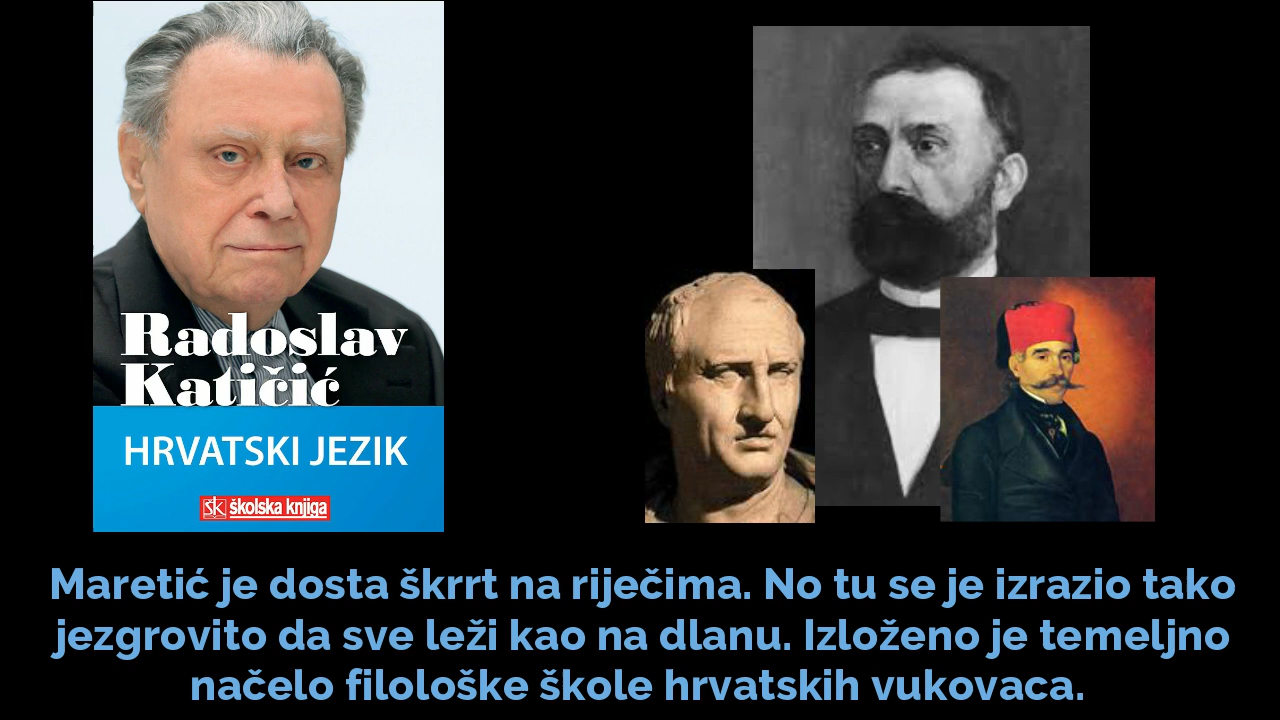 Radoslav
Katičić
HRVATSKI JEZIK
ŠK školska knjiga
Maretić je dosta škrrt na riječima. No tu se je izrazio tako
jezgrovito da sve leži kao na dlanu. Izloženo je temeljno
načelo filološke škole hrvatskih vukovaca.